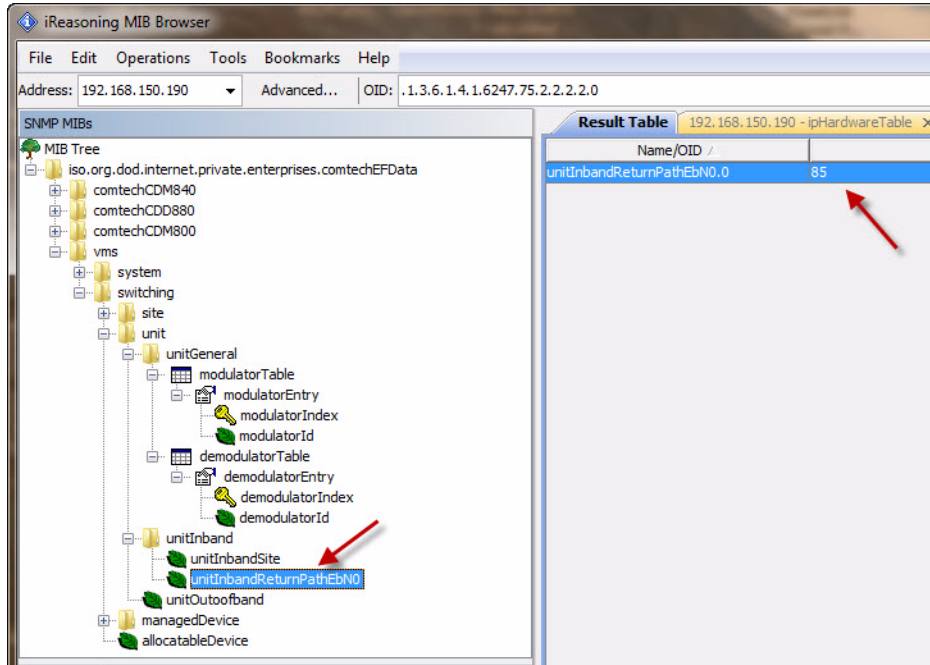 iReasoning MIB Browser
File Edit Operations Tools Bookmarks Help
Address: 192.168.150.190 Advanced... OID: .1.3.6.1.4.1.6247.75.2.2.2.2.0
SNMP MIBs
Result Table 192.168.150.190 - ipHardwareTable
MIB Tree
Name/OID
iso.org.dod.internet.private.enterprises.comtechEFData
unitInbandReturnPathEbN0.0 85
comtechCDM840
comtechCDD880
comtechCDM800
vms
system
switching
site
unit
unitGeneral
modulatorTable
modulatorEntry
modulatorIndex
modulatorId
demodulatorTable
demodulatorEntry
demodulatorIndex
demodulatorId
unitInband
unitInbandSite
unitInbandReturnPathEbN0
unitOutoofband
managedDevice
allocatableDevice